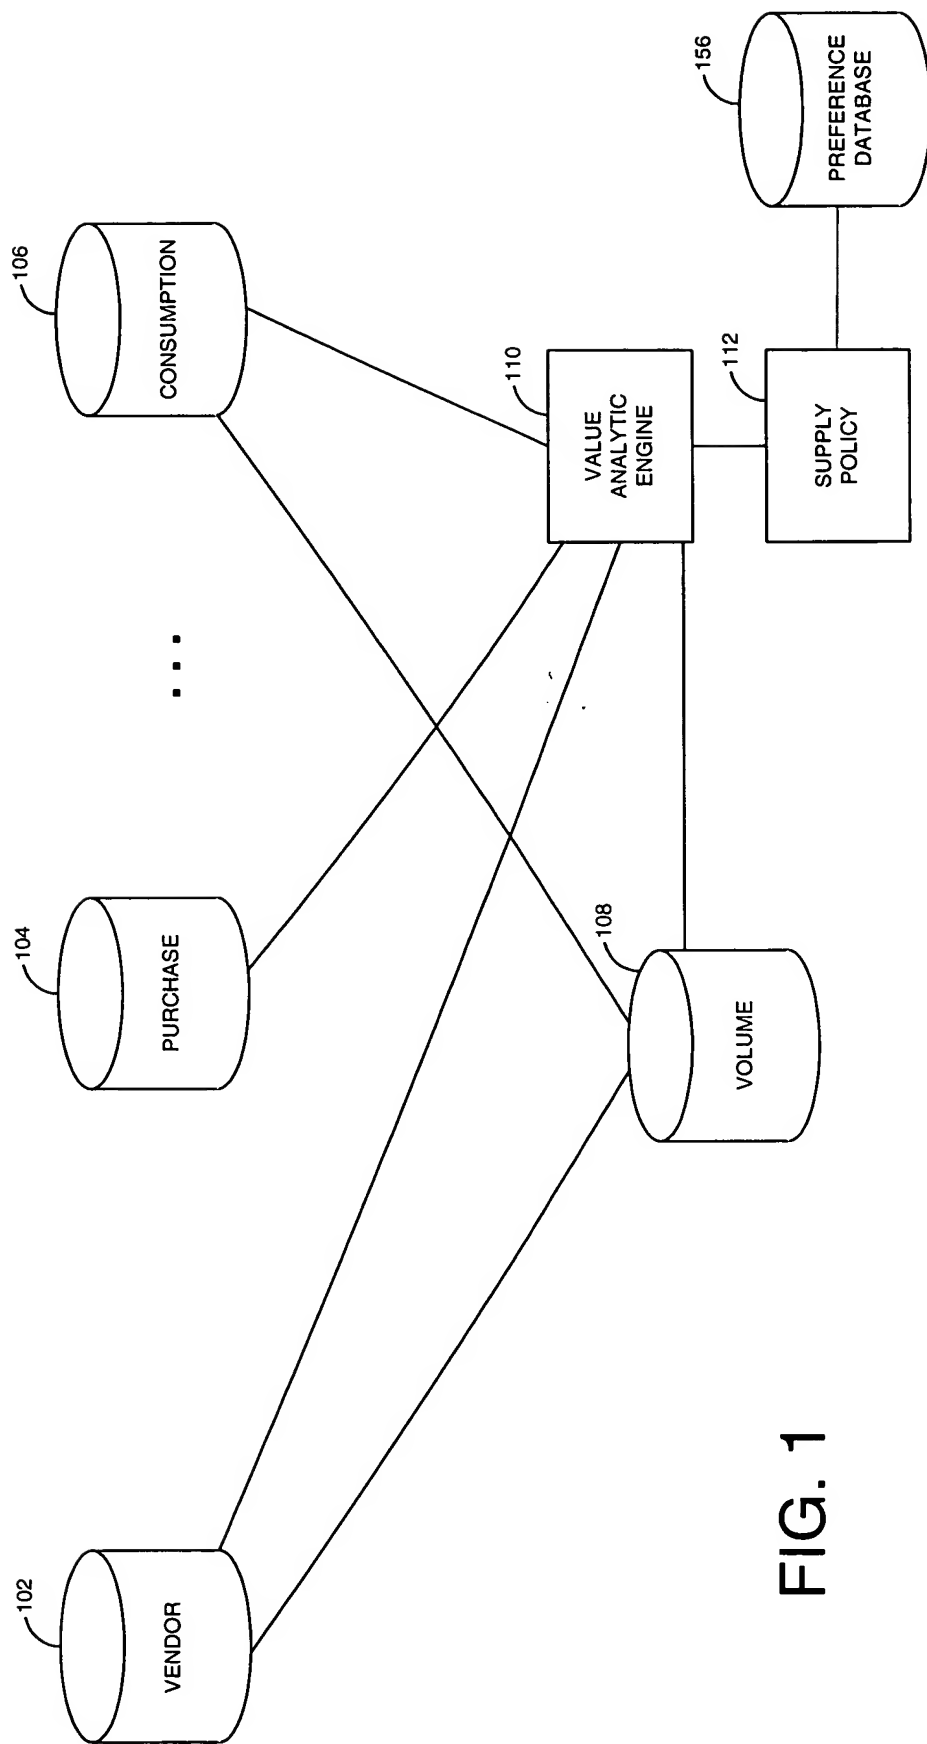 102
VENDOR
104
PURCHASE
...
106
CONSUMPTION
108
VOLUME
110
VALUE
ANALYTIC
ENGINE
112
SUPPLY
POLICY
156
PREFERENCE
DATABASE
FIG. 1